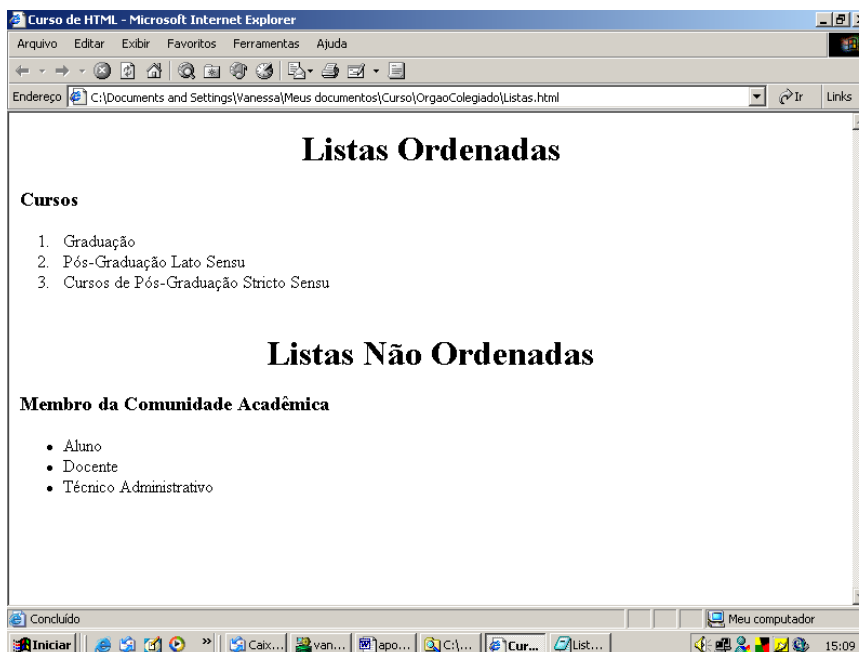 Curso de HTML - Microsoft Internet Explorer
Arquivo Editar Exibir Favoritos Ferramentas Ajuda
Endereço C:\Documents and Settings\Vanessa\Meus documentos\Curso\OrgaoColegiado\Listas.html Ir Links
Listas Ordenadas
Cursos
1. Graduação
2. Pós-Graduação Lato Sensu
3. Cursos de Pós-Graduação Stricto Sensu
Listas Não Ordenadas
Membro da Comunidade Acadêmica
• Aluno
• Docente
• Técnico Administrativo
Concluído Meu computador
Iniciar » Caix... van... apo... C:\... Cur... List... 15:09